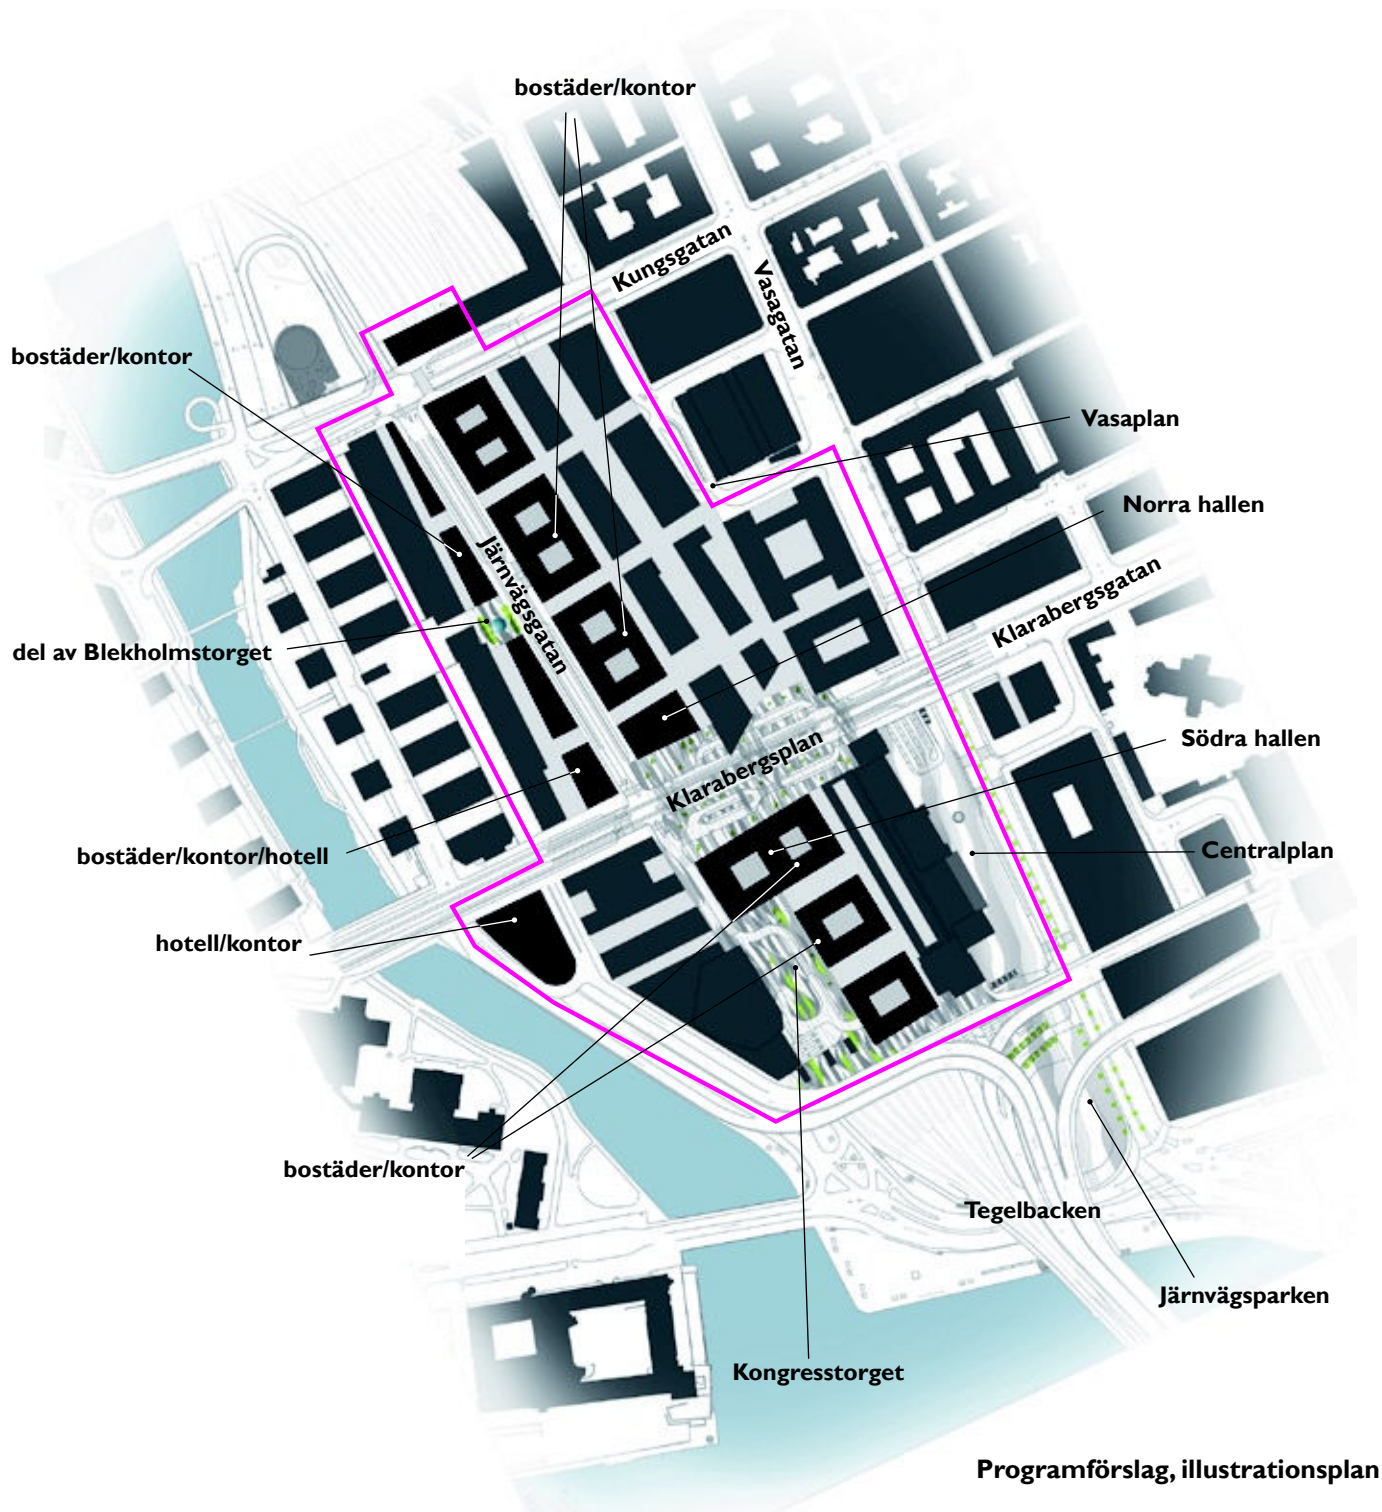 bostäder/kontor
Kungsgatan
Vasagatan
bostäder/kontor
Vasaplan
Norra hallen
Järnvägsgatan
Klarabergsgatan
del av Blekholmstorget
Södra hallen
Klarabergsplan
bostäder/kontor/hotell
Centralplan
hotell/kontor
bostäder/kontor
Tegelbacken
Järnvägsparken
Kongresstorget
Programförslag, illustrationsplan